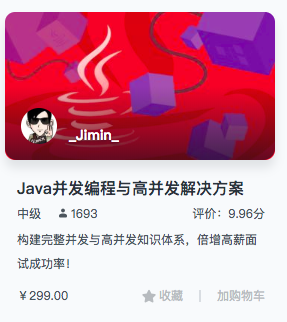 _Jimin_
Java并发编程与高并发解决方案
中级 1693 评价：9.96分
构建完整并发与高并发知识体系，倍增高薪面
试成功率！
￥299.00 收藏 | 加购物车